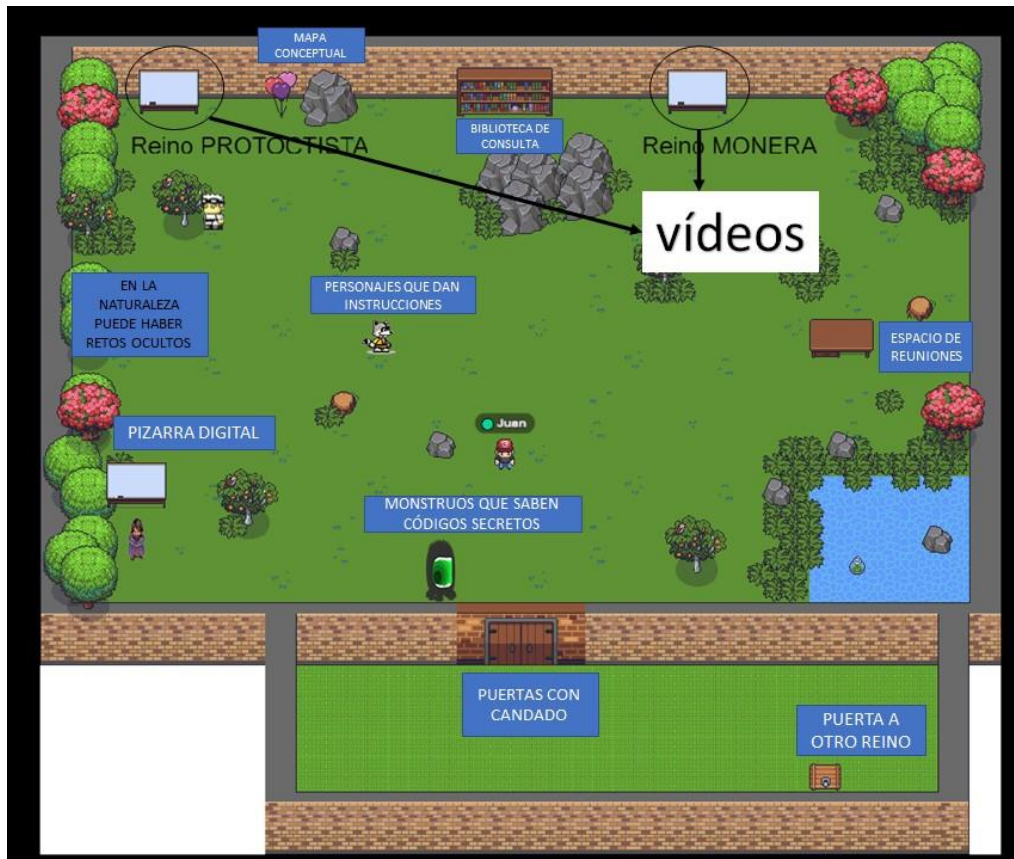 MAPA
CONCEPTUAL
BIBLIOTECA DE
CONSULTA
Reino PROTOCTISTA
Reino MONERA
vídeos
EN LA
NATURALEZA
PUEDE HABER
RETOS OCULTOS
PERSONAJES QUE DAN
INSTRUCCIONES
ESPACIO DE
REUNIONES
PIZARRA DIGITAL
Juan
MONSTRUOS QUE SABEN
CÓDIGOS SECRETOS
PUERTAS CON
CANDADO
PUERTA A
OTRO REINO